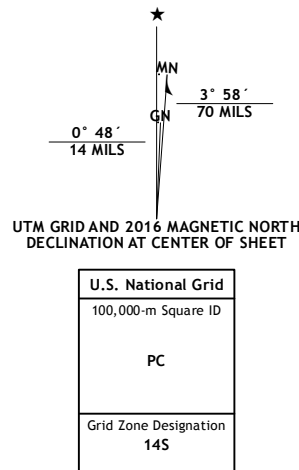 MN
3° 58´
70 MILS
GN
0° 48´
14 MILS
UTM GRID AND 2016 MAGNETIC NORTH
DECLINATION AT CENTER OF SHEET
U.S. National Grid
100,000-m Square ID
PC
Grid Zone Designation
14S